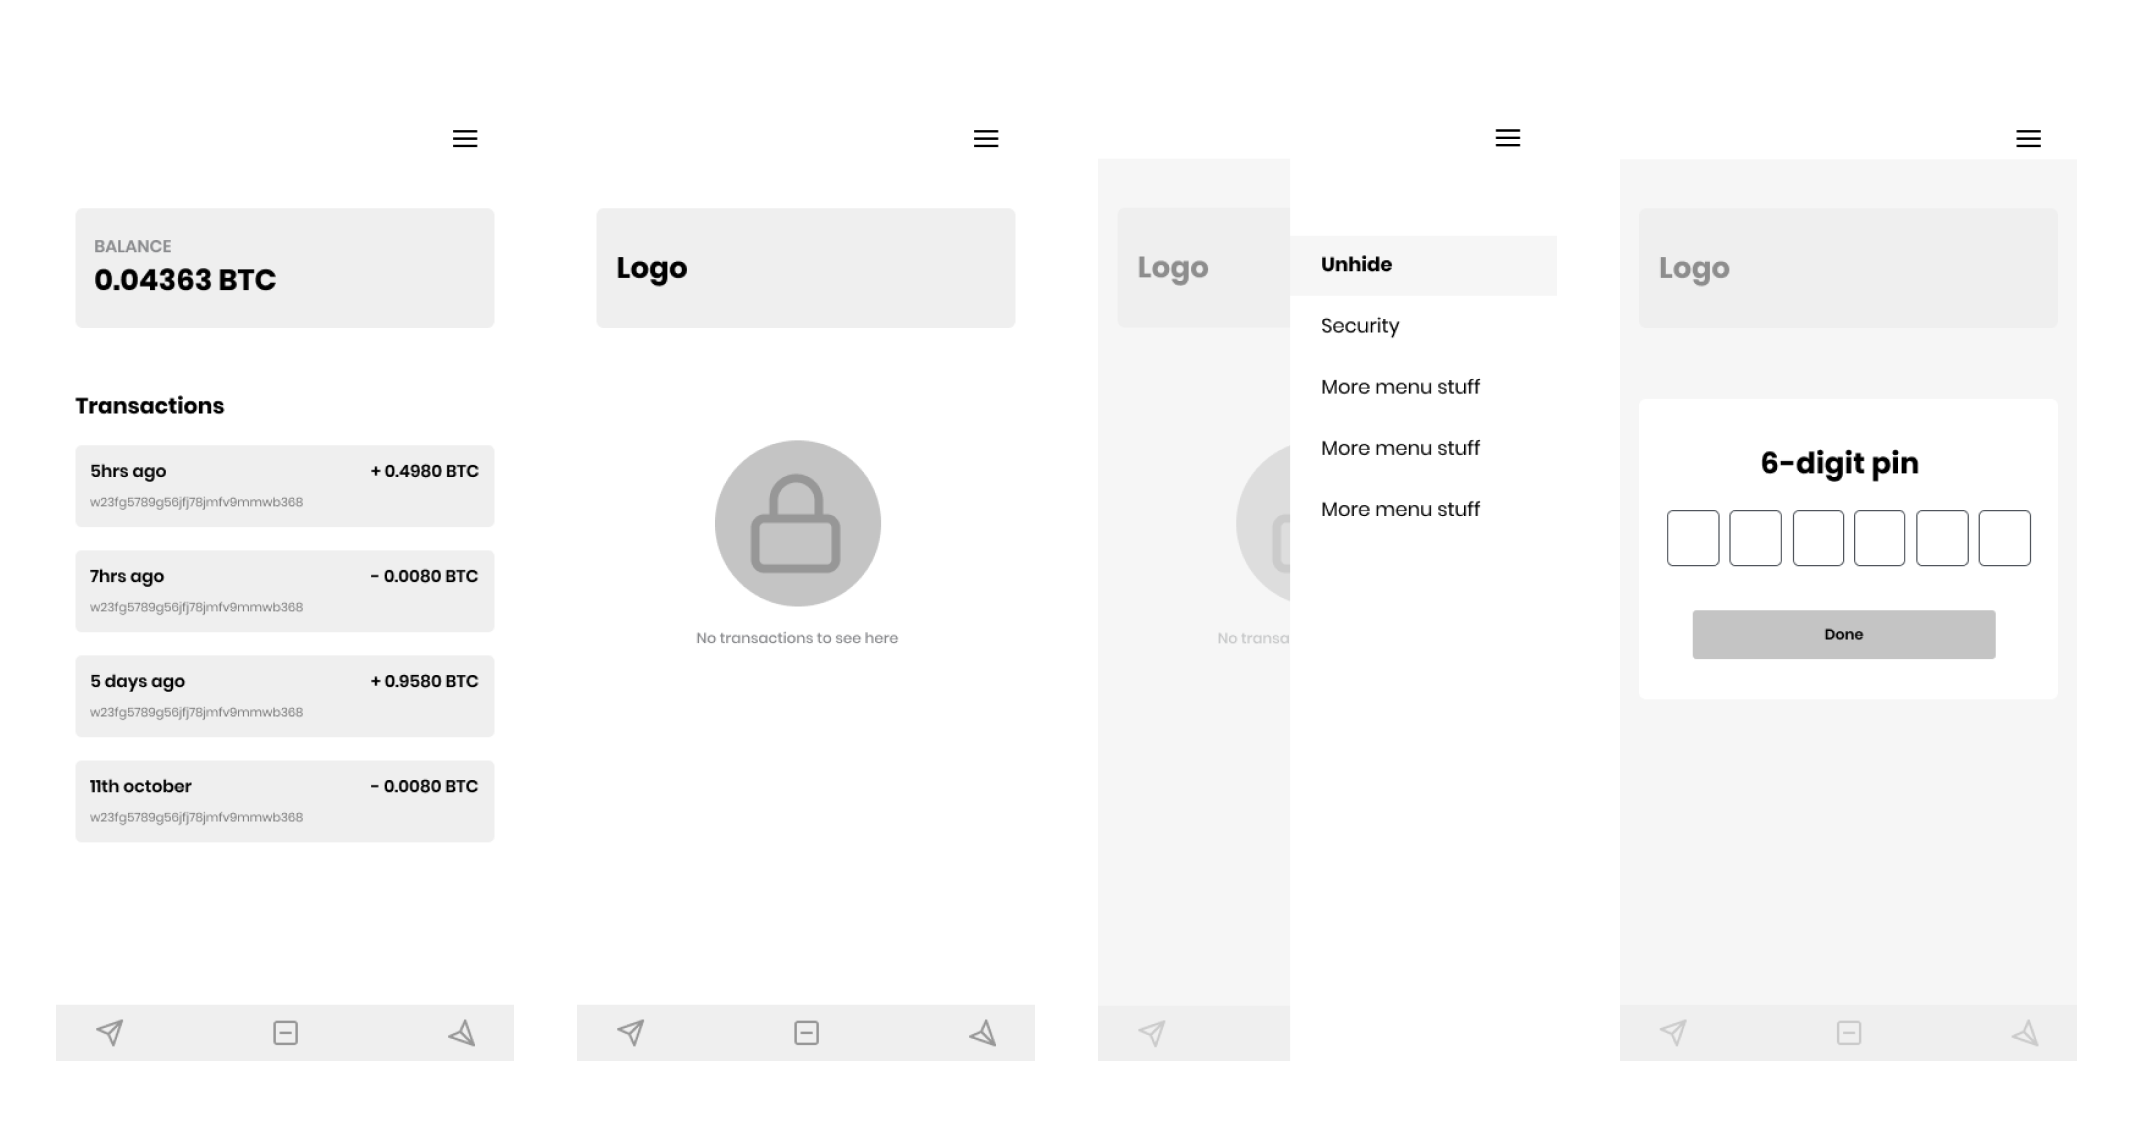 BALANCE
0.04363 BTC
Transactions
5hrs ago + 0.4980 BTC
w23fg5789g56jfj78jmfv9mmwb368
7hrs ago - 0.0080 BTC
w23fg5789g56jfj78jmfv9mmwb368
5 days ago + 0.9580 BTC
w23fg5789g56jfj78jmfv9mmwb368
11th october - 0.0080 BTC
w23fg5789g56jfj78jmfv9mmwb368
Logo
No transactions to see here
Logo
No transa
Unhide
Security
More menu stuff
More menu stuff
More menu stuff
Logo
6-digit pin
Done